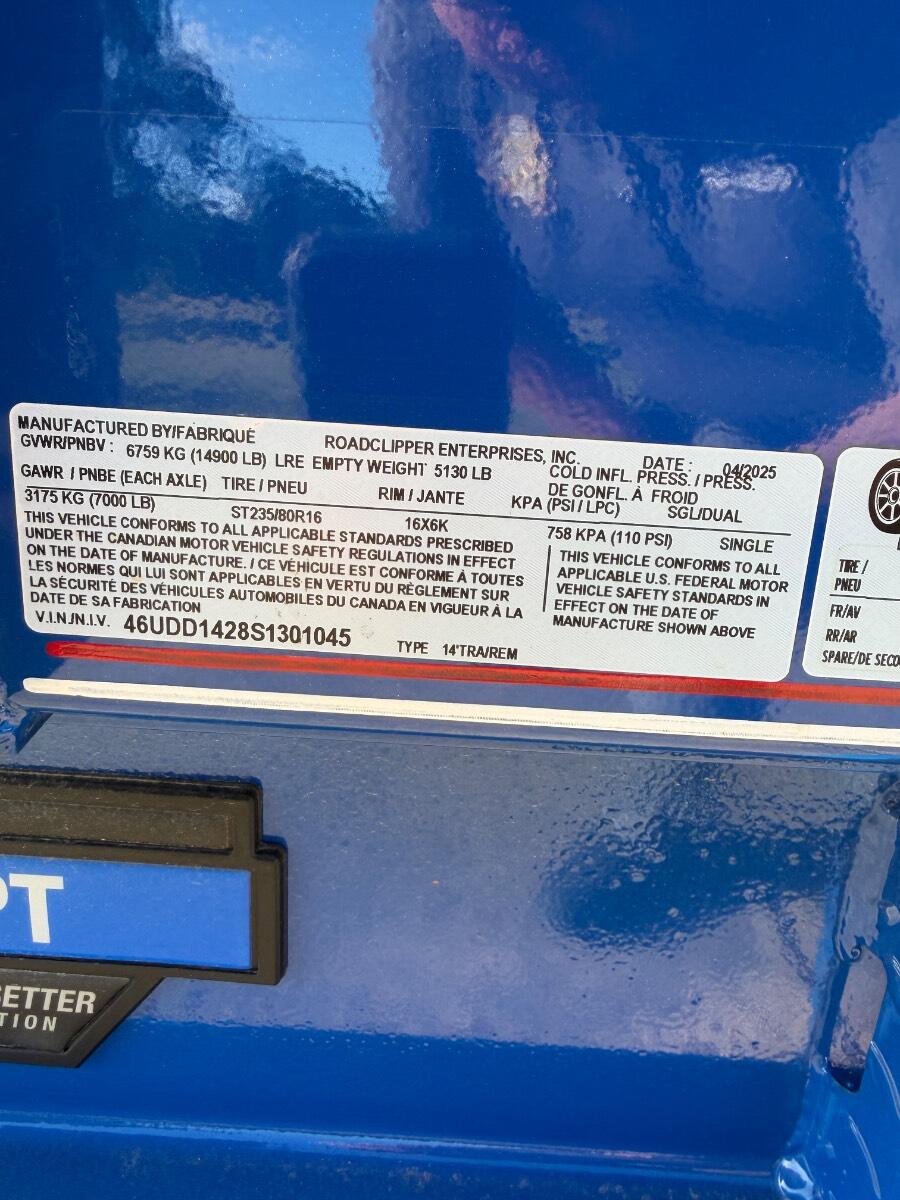 MANUFACTURED BY/FABRIQUÉ ROADCLIPPER ENTERPRISES, INC. DATE : 04/2025
GVWR/PNBV : 6759 KG (14900 LB) LRE EMPTY WEIGHT 5130 LB COLD INFL. PRESS. / PRESS.
GAWR / PNBE (EACH AXLE) TIRE / PNEU RIM / JANTE DE GONFL. À FROID
KPA (PSI / LPC) SGL/DUAL
3175 KG (7000 LB) ST235/80R16 16X6K 758 KPA (110 PSI) SINGLE
THIS VEHICLE CONFORMS TO ALL APPLICABLE STANDARDS PRESCRIBED
UNDER THE CANADIAN MOTOR VEHICLE SAFETY REGULATIONS IN EFFECT
ON THE DATE OF MANUFACTURE. / CE VÉHICULE EST CONFORME À TOUTES
LES NORMES QUI LUI SONT APPLICABLES EN VERTU DU RÈGLEMENT SUR
LA SÉCURITÉ DES VÉHICULES AUTOMOBILES DU CANADA EN VIGUEUR À LA
DATE DE SA FABRICATION
THIS VEHICLE CONFORMS TO ALL
APPLICABLE U.S. FEDERAL MOTOR
VEHICLE SAFETY STANDARDS IN
EFFECT ON THE DATE OF
MANUFACTURE SHOWN ABOVE
V.I.N./N.I.V. 46UDD1428S1301045 TYPE 14'TRA/REM
TIRE /
PNEU
FR/AV
RR/AR
SPARE/DE SECO
PT
BETTER
TION